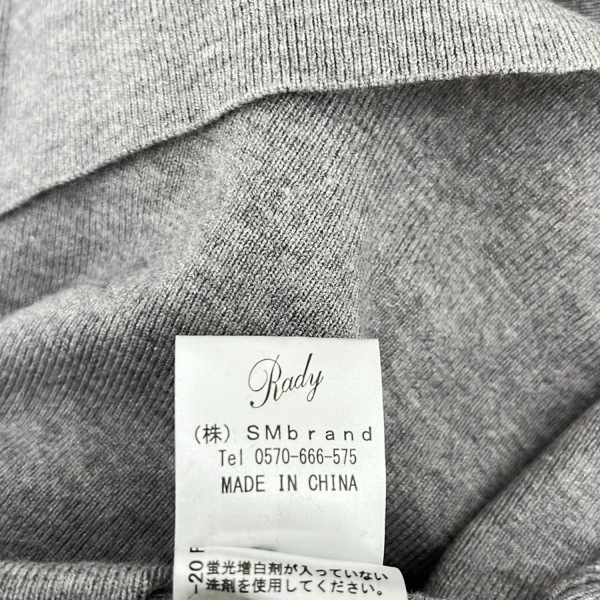 Rady
(株) SMbrand
Tel 0570-666-575
MADE IN CHINA
蛍光増白剤が入っていない
洗剤を使用してください。